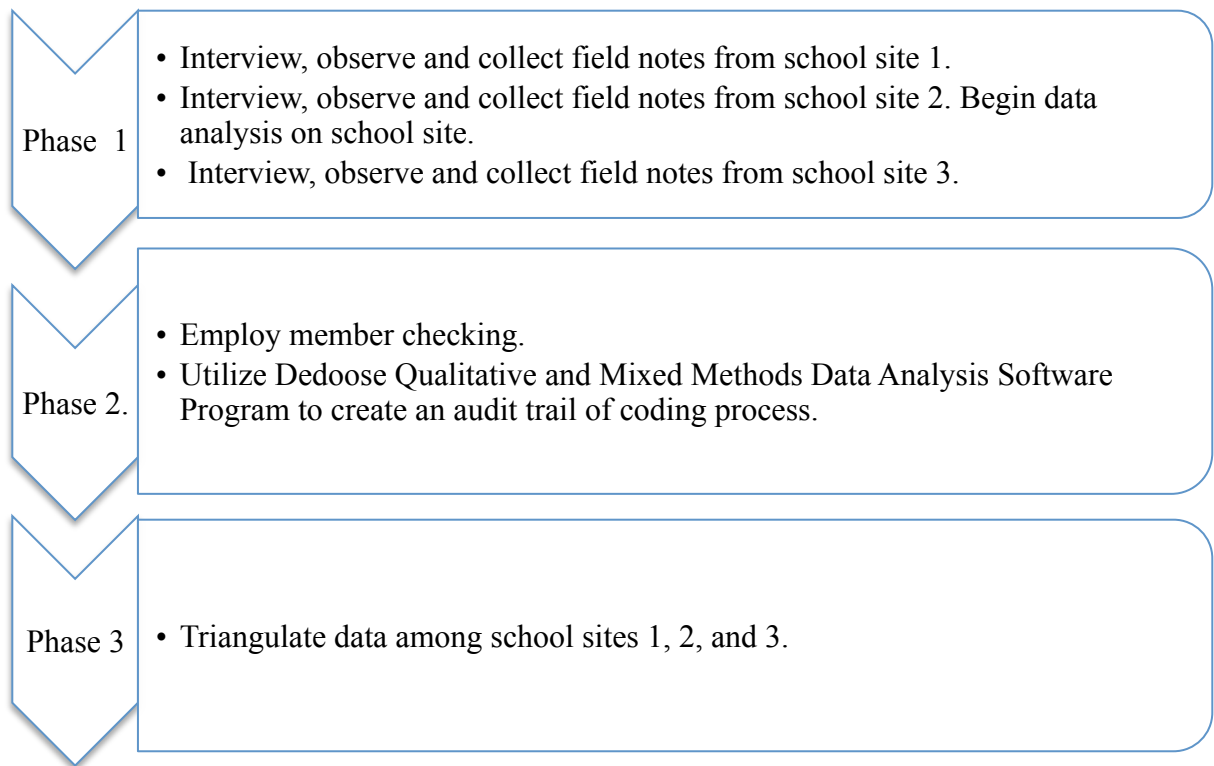 Phase 1
• Interview, observe and collect field notes from school site 1.
• Interview, observe and collect field notes from school site 2. Begin data
analysis on school site.
• Interview, observe and collect field notes from school site 3.
Phase 2.
• Employ member checking.
• Utilize Dedoose Qualitative and Mixed Methods Data Analysis Software
Program to create an audit trail of coding process.
Phase 3
• Triangulate data among school sites 1, 2, and 3.